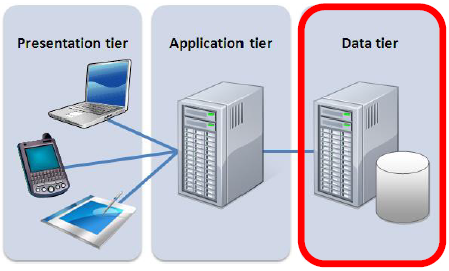 Presentation tier
Application tier
Data tier